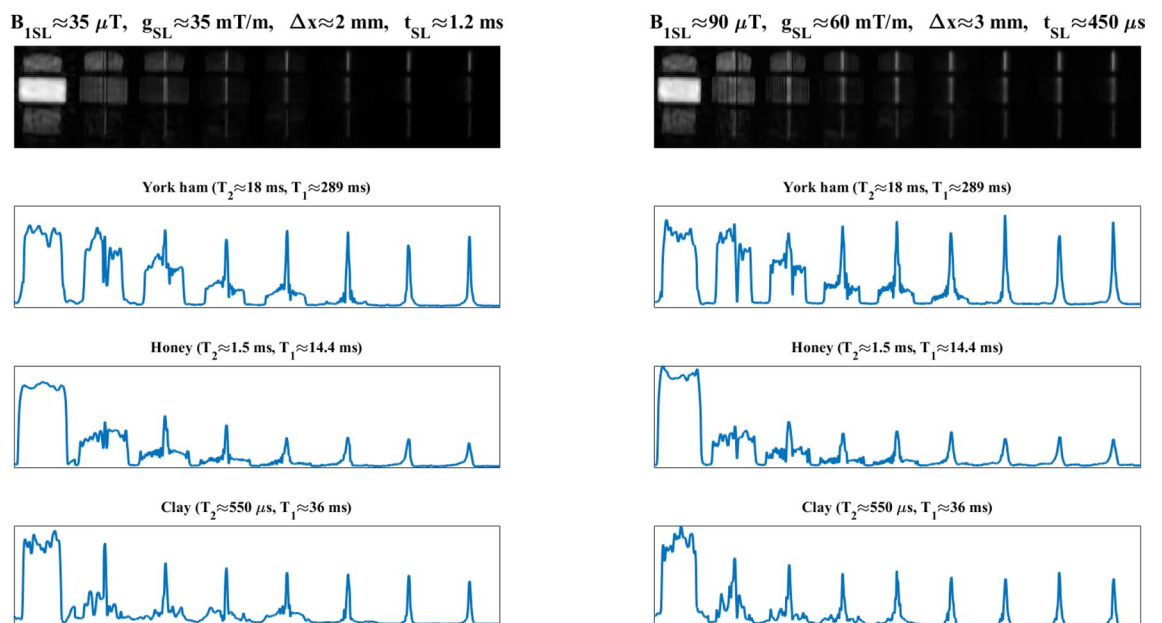 B₁SL≈35 μT, gSL≈35 mT/m, Δx≈2 mm, tSL≈1.2 ms
B₁SL≈90 μT, gSL≈60 mT/m, Δx≈3 mm, tSL≈450 μs
York ham (T₂≈18 ms, T₁≈289 ms)
York ham (T₂≈18 ms, T₁≈289 ms)
Honey (T₂≈1.5 ms, T₁≈14.4 ms)
Honey (T₂≈1.5 ms, T₁≈14.4 ms)
Clay (T₂≈550 μs, T₁≈36 ms)
Clay (T₂≈550 μs, T₁≈36 ms)